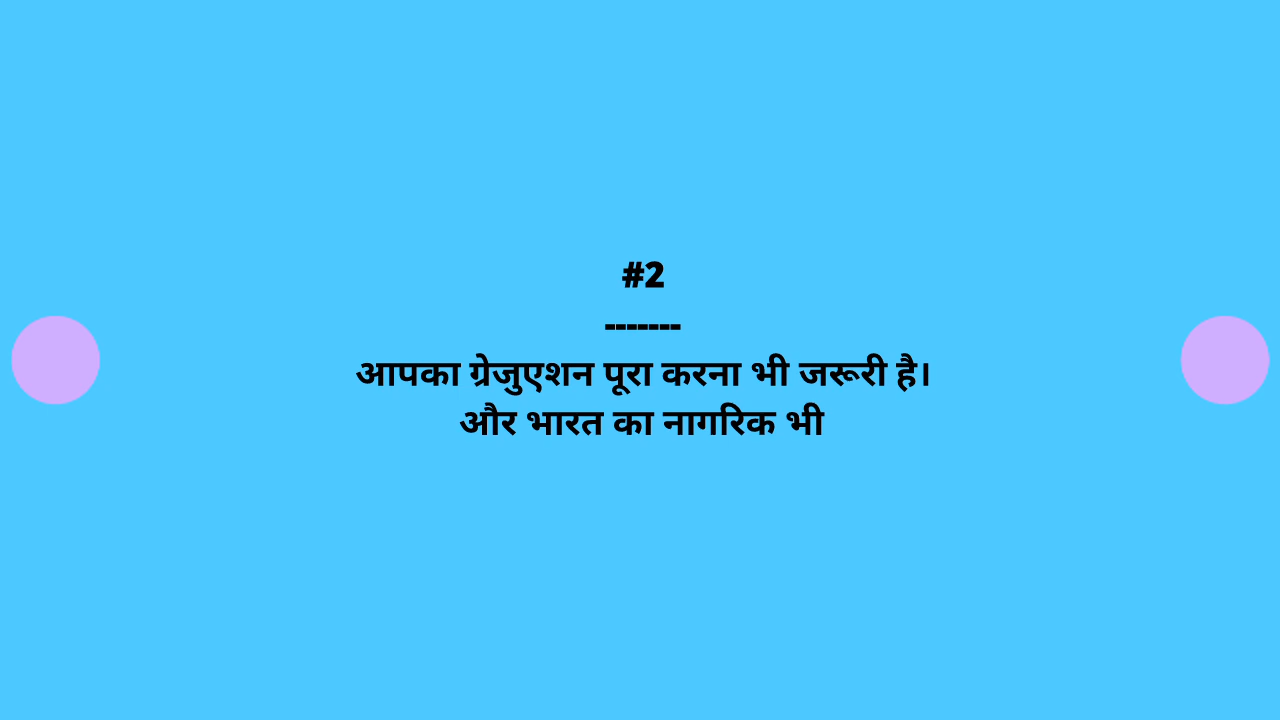 #2
-------
आपका ग्रेजुएशन पूरा करना भी जरूरी है।
और भारत का नागरिक भी